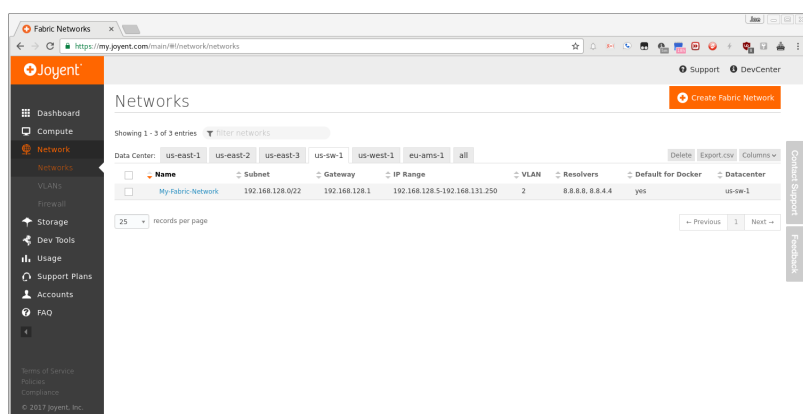 Fabric Networks
https://my.joyent.com/main/#!/network/networks
Joyent
Support DevCenter
Networks
Create Fabric Network
Dashboard
Compute
Network
Networks
VLANs
Firewall
Storage
Dev Tools
Usage
Support Plans
Accounts
FAQ
Terms of Service
Policies
Compliance
© 2017 Joyent, Inc.
Showing 1 - 3 of 3 entries filter networks
Data Center: us-east-1 us-east-2 us-east-3 us-sw-1 us-west-1 eu-ams-1 all Delete Export.csv Columns
Name Subnet Gateway IP Range VLAN Resolvers Default for Docker Datacenter
My-Fabric-Network 192.168.128.0/22 192.168.128.1 192.168.128.5-192.168.131.250 2 8.8.8.8, 8.8.4.4 yes us-sw-1
25 records per page ← Previous 1 Next →
Contact Support
Feedback